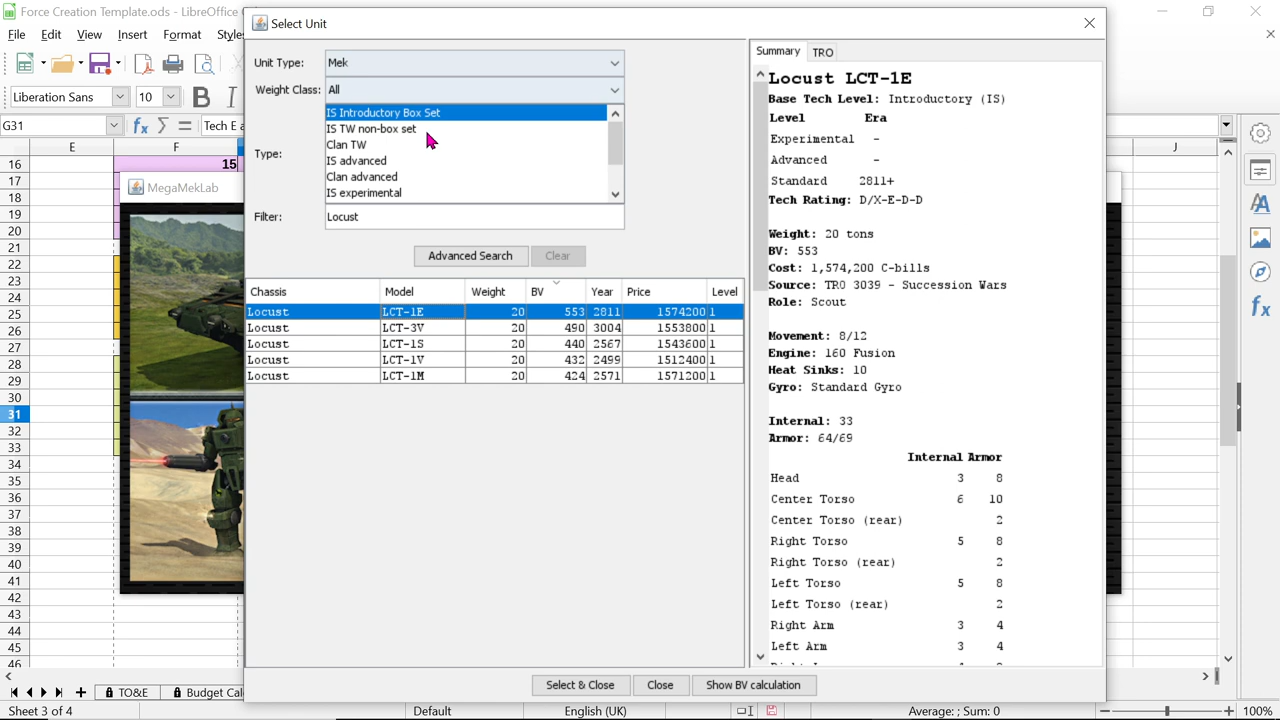 Force Creation Template.ods - LibreOffice C
File Edit View Insert Format Styles
Liberation Sans 10 B I
G31 fx Σ = Tech E a
E F J
16 15
17
18
19
20
21
22
23
24
25
26
27
28
29
30
31
32
33
34
35
36
37
38
39
40
41
42
43
44
45
46
MegaMekLab
Select Unit
Unit Type: Mek
Weight Class: All
Type:
IS Introductory Box Set
IS TW non-box set
Clan TW
IS advanced
Clan advanced
IS experimental
Filter: Locust
Advanced Search Clear
Chassis Model Weight BV Year Price Level
Locust LCT-1E 20 553 2811 1574200 1
Locust LCT-3V 20 490 3004 1553800 1
Locust LCT-1S 20 440 2567 1543600 1
Locust LCT-1V 20 432 2499 1512400 1
Locust LCT-1M 20 424 2571 1571200 1
Summary TRO
Locust LCT-1E
Base Tech Level: Introductory (IS)
Level Era
Experimental -
Advanced -
Standard 2811+
Tech Rating: D/X-E-D-D
Weight: 20 tons
BV: 553
Cost: 1,574,200 C-bills
Source: TRO 3039 - Succession Wars
Role: Scout
Movement: 8/12
Engine: 160 Fusion
Heat Sinks: 10
Gyro: Standard Gyro
Internal: 33
Armor: 64/69
Internal Armor
Head 3 8
Center Torso 6 10
Center Torso (rear) 2
Right Torso 5 8
Right Torso (rear) 2
Left Torso 5 8
Left Torso (rear) 2
Right Arm 3 4
Left Arm 3 4
Select & Close Close Show BV calculation
TO&E Budget Cal
Sheet 3 of 4 Default English (UK) Average: ; Sum: 0 100%